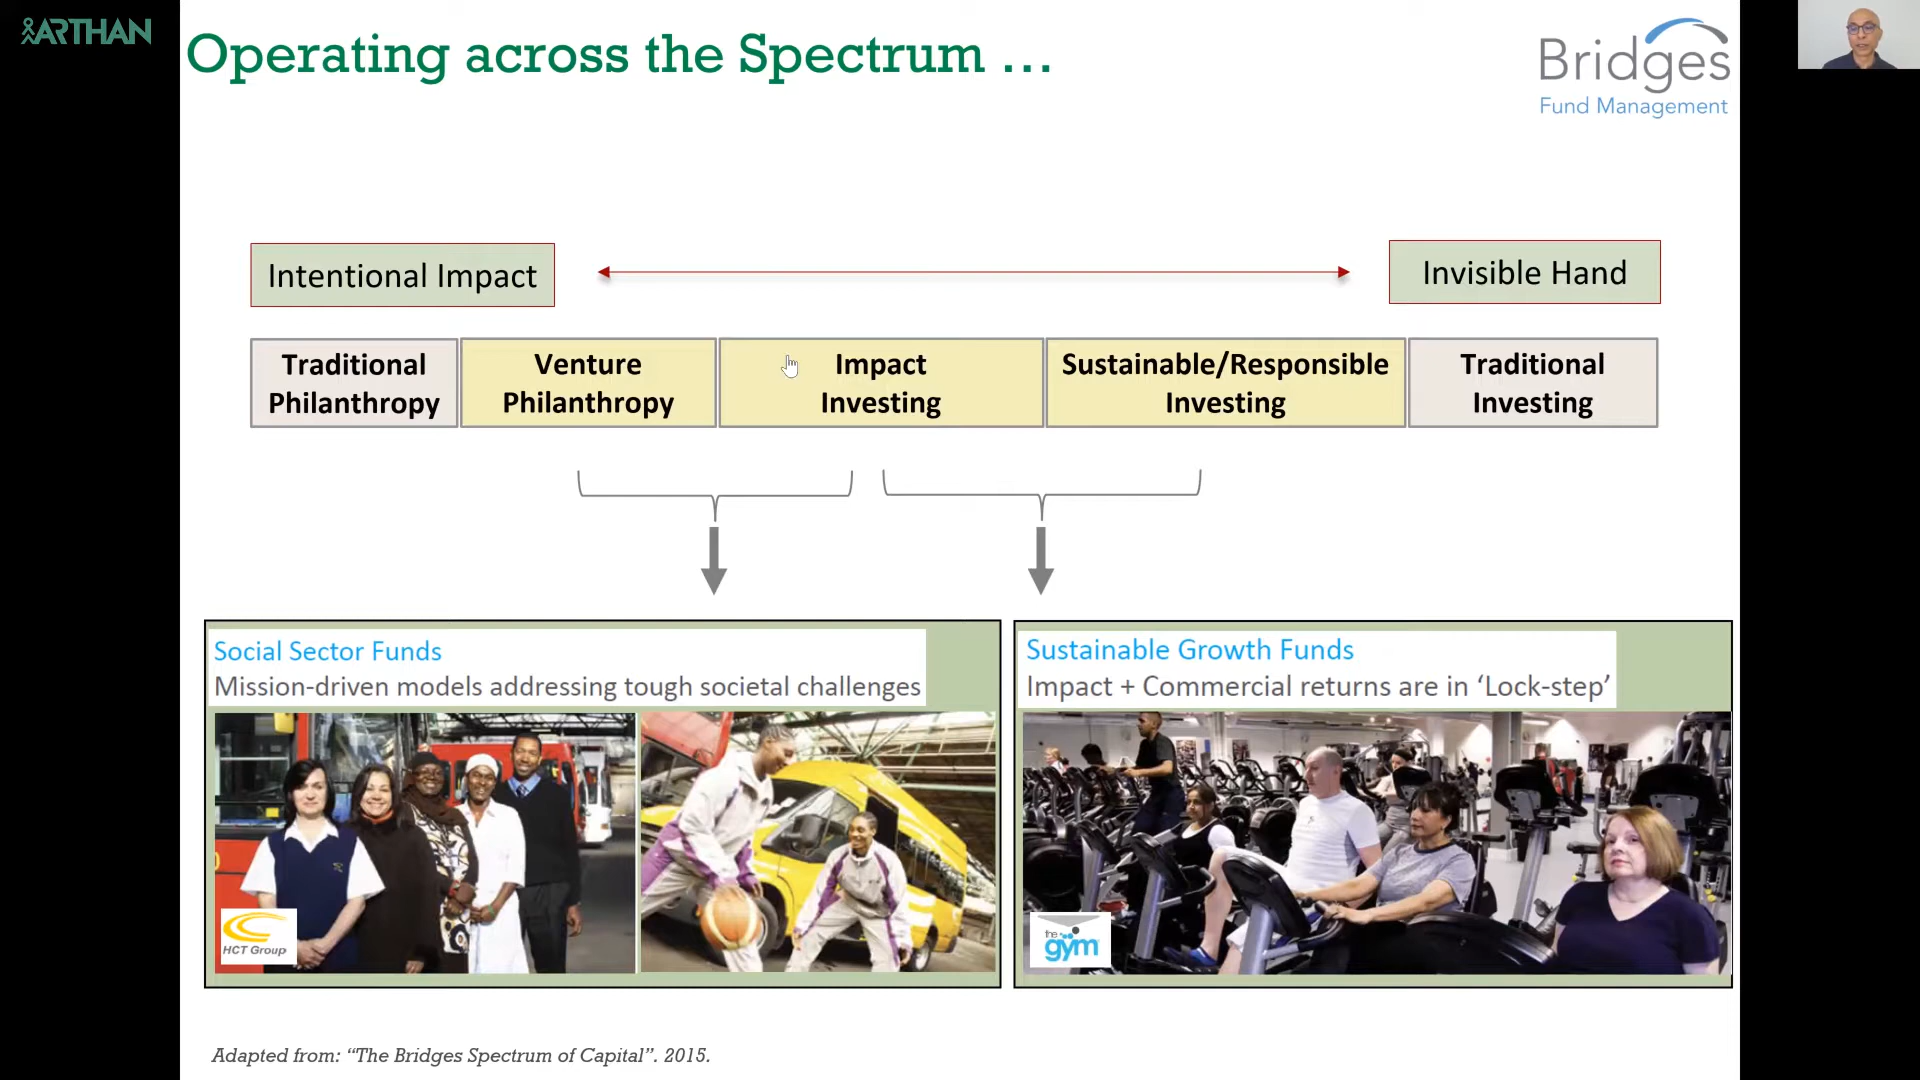 ARTHAN
Operating across the Spectrum ...
Bridges
Fund Management
Intentional Impact
Invisible Hand
Traditional
Philanthropy
Venture
Philanthropy
Impact
Investing
Sustainable/Responsible
Investing
Traditional
Investing
Social Sector Funds
Mission-driven models addressing tough societal challenges
HCT Group
Sustainable Growth Funds
Impact + Commercial returns are in ‘Lock-step’
the
gym
Adapted from: “The Bridges Spectrum of Capital”. 2015.